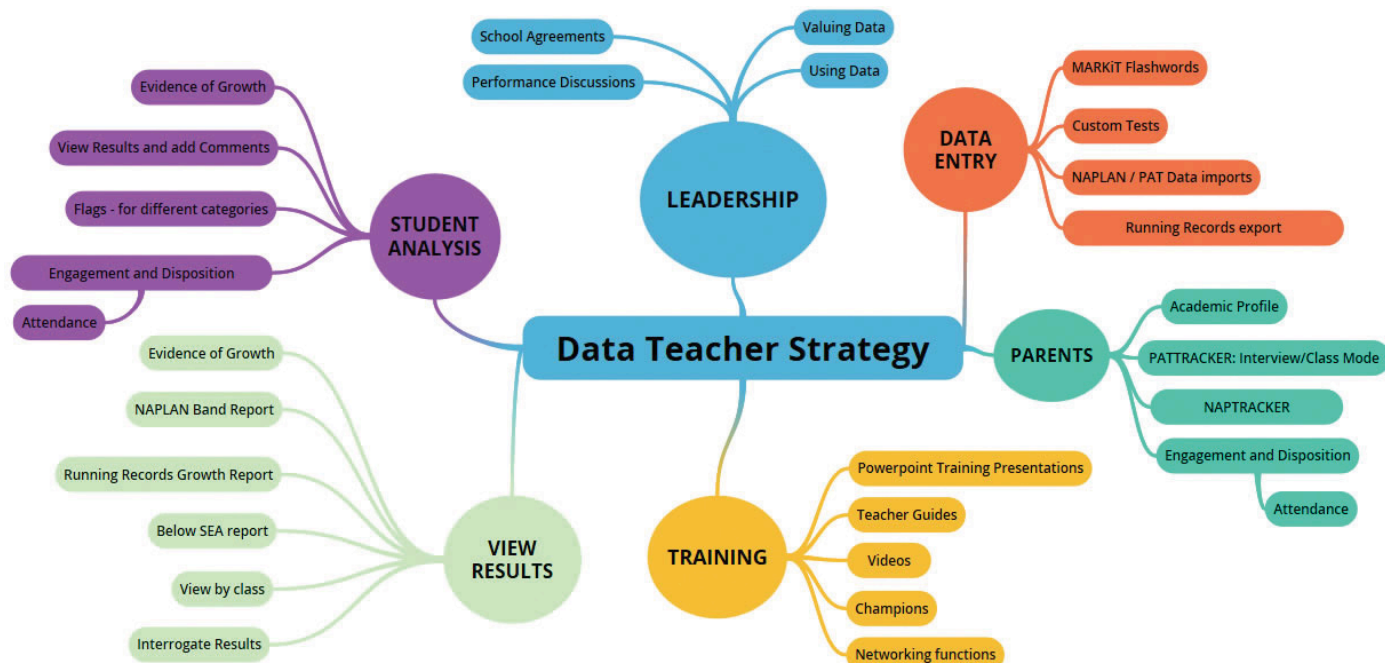 School Agreements
Performance Discussions
Valuing Data
Using Data
LEADERSHIP
Evidence of Growth
View Results and add Comments
Flags - for different categories
Engagement and Disposition
Attendance
STUDENT
ANALYSIS
MARKiT Flashwords
Custom Tests
NAPLAN / PAT Data imports
Running Records export
DATA
ENTRY
Data Teacher Strategy
Academic Profile
PATTRACKER: Interview/Class Mode
NAPTRACKER
Engagement and Disposition
Attendance
PARENTS
Evidence of Growth
NAPLAN Band Report
Running Records Growth Report
Below SEA report
View by class
Interrogate Results
VIEW
RESULTS
TRAINING
Powerpoint Training Presentations
Teacher Guides
Videos
Champions
Networking functions